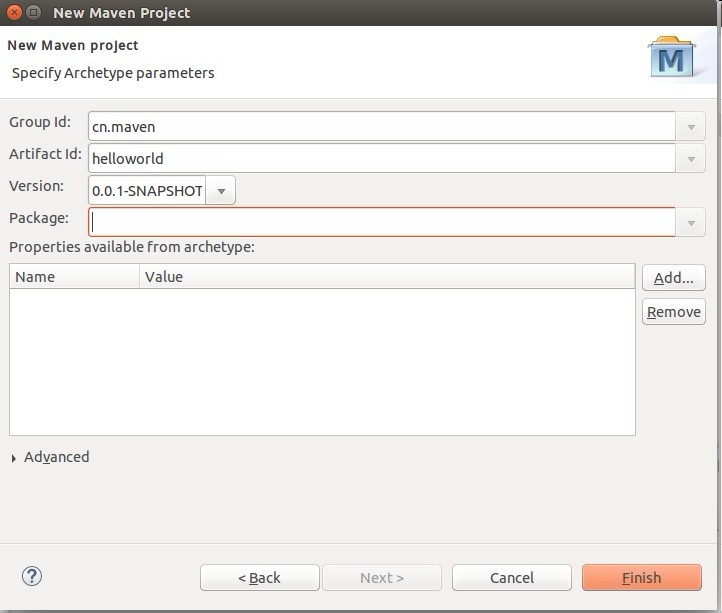 New Maven Project
New Maven project
Specify Archetype parameters
M
Group Id: cn.maven
Artifact Id: helloworld
Version: 0.0.1-SNAPSHOT
Package:
Properties available from archetype:
Name Value
Add...
Remove
Advanced
? < Back Next > Cancel Finish